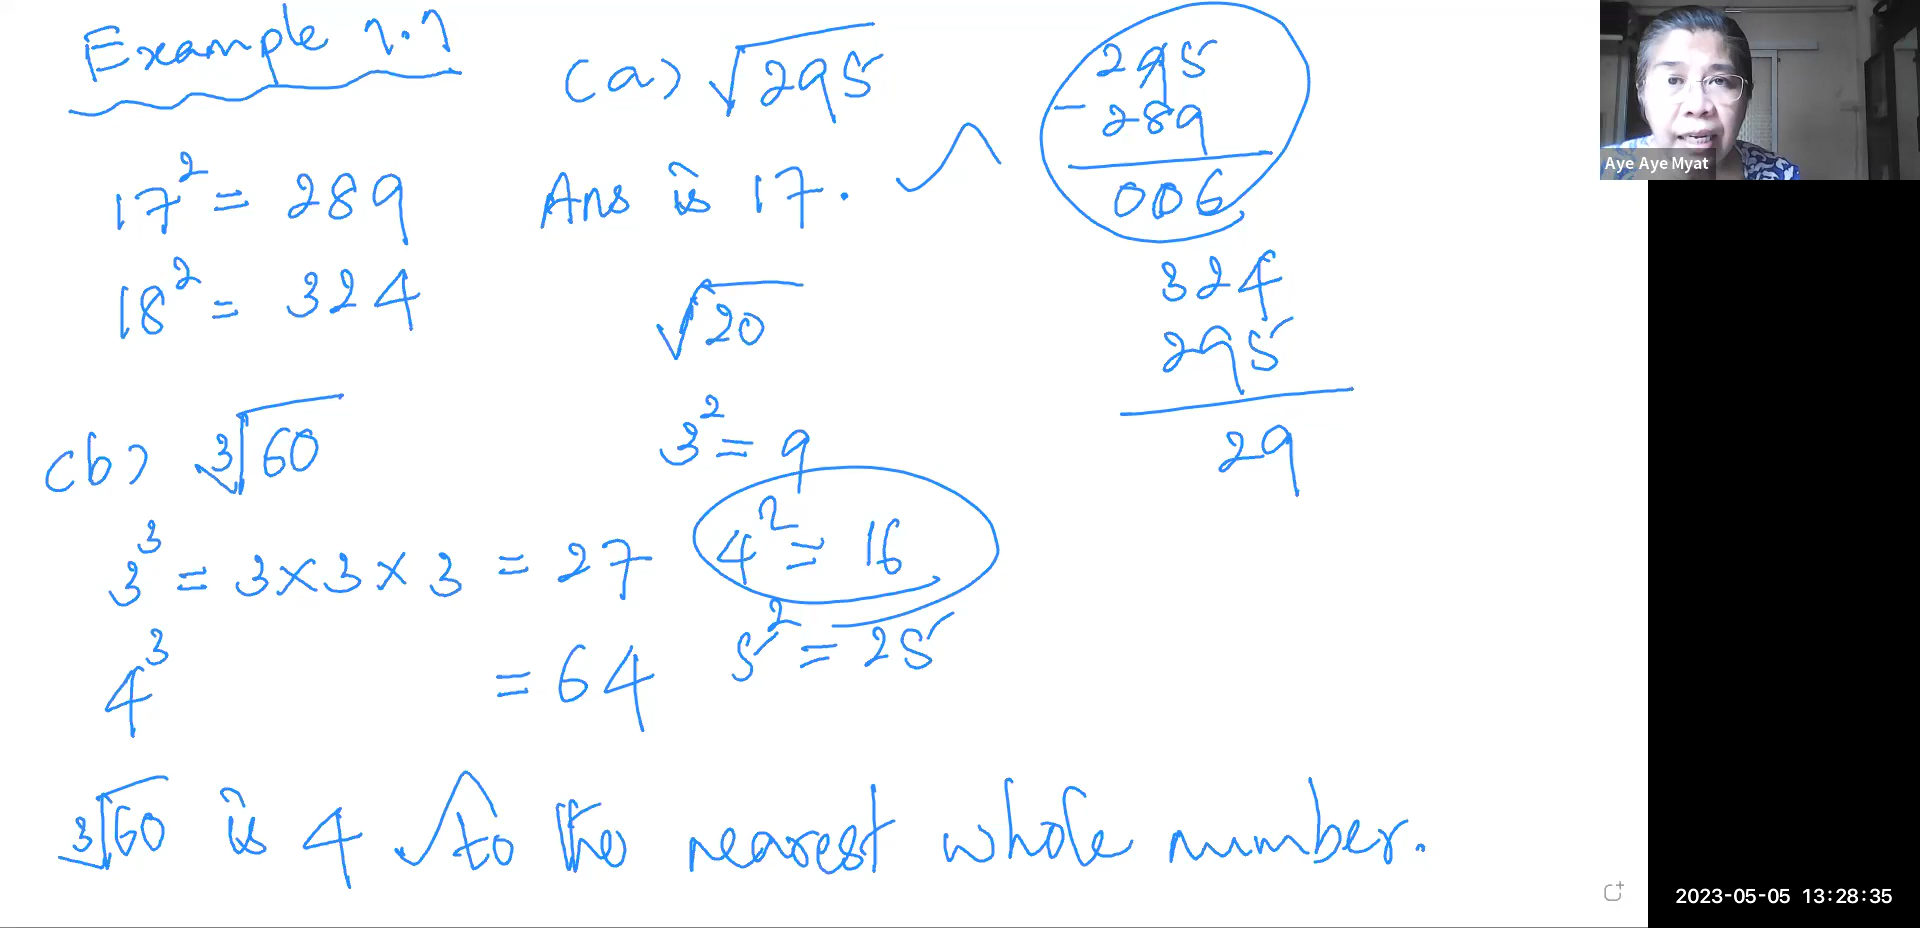 Example 7.7
(a) √295
17² = 289
Ans is 17. ✓
18² = 324
295
- 289
006
324
295
29
√20
3² = 9
4² = 16
5² = 25
(b) ∛60
3³ = 3 × 3 × 3 = 27
4³ = 64
∛60 is 4 ✓ to the nearest whole number.
Aye Aye Myat
2023-05-05 13:28:35